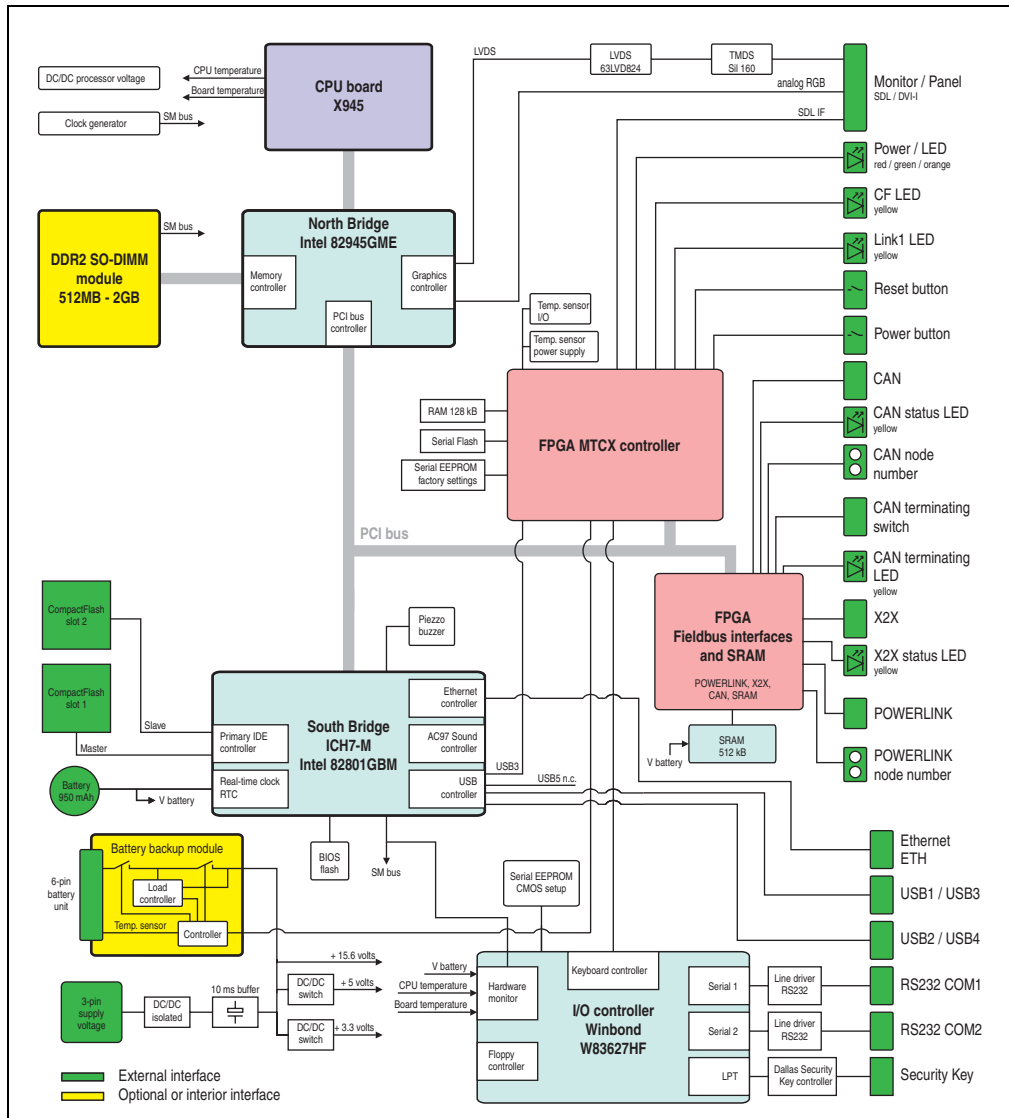 DC/DC processor voltage
CPU temperature
Board temperature
Clock generator
SM bus
CPU board
X945
LVDS
LVDS
63LVD824
TMDS
Sil 160
analog RGB
SDL IF
Monitor / Panel
SDL / DVI-I
Power / LED
red / green / orange
CF LED
yellow
Link1 LED
yellow
Reset button
Power button
CAN
CAN status LED
yellow
CAN node
number
CAN terminating
switch
CAN terminating
LED
yellow
X2X
X2X status LED
yellow
POWERLINK
POWERLINK
node number
DDR2 SO-DIMM
module
512MB - 2GB
SM bus
North Bridge
Intel 82945GME
Memory
controller
Graphics
controller
PCI bus
controller
Temp. sensor
I/O
Temp. sensor
power supply
RAM 128 kB
Serial Flash
Serial EEPROM
factory settings
FPGA MTCX controller
PCI bus
FPGA
Fieldbus interfaces
and SRAM
POWERLINK, X2X,
CAN, SRAM
SRAM
512 kB
V battery
CompactFlash
slot 2
CompactFlash
slot 1
Slave
Master
Piezzo
buzzer
South Bridge
ICH7-M
Intel 82801GBM
Primary IDE
controller
Real-time clock
RTC
Ethernet
controller
AC97 Sound
controller
USB
controller
USB3
USB5 n.c.
Battery
950 mAh
V battery
BIOS
flash
SM bus
Battery backup module
6-pin
battery
unit
Load
controller
Temp. sensor
Controller
Serial EEPROM
CMOS setup
+ 15.6 volts
DC/DC
switch
+ 5 volts
DC/DC
switch
+ 3.3 volts
3-pin
supply
voltage
DC/DC
isolated
10 ms buffer
V battery
CPU temperature
Board temperature
Hardware
monitor
Keyboard controller
Floppy
controller
I/O controller
Winbond
W83627HF
Serial 1
Serial 2
LPT
Line driver
RS232
Line driver
RS232
Dallas Security
Key controller
Ethernet
ETH
USB1 / USB3
USB2 / USB4
RS232 COM1
RS232 COM2
Security Key
External interface
Optional or interior interface